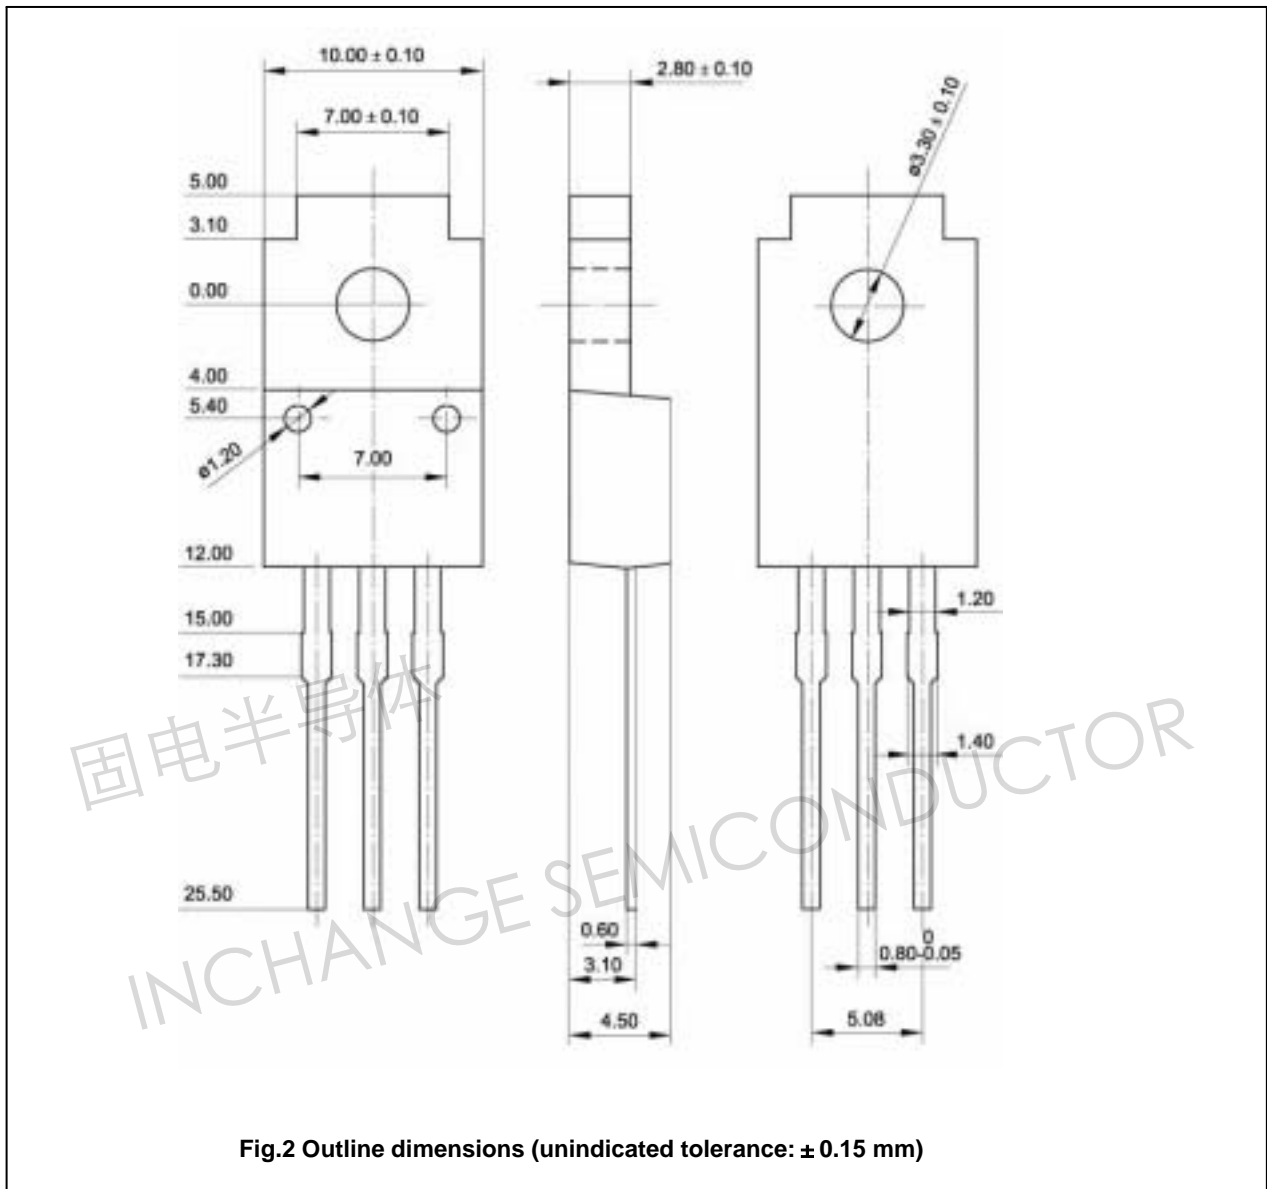 10.00 ± 0.10
2.80 ± 0.10
ø3.30 ± 0.10
7.00 ± 0.10
5.00
3.10
0.00
4.00
5.40
ø1.20
7.00
12.00
15.00
1.20
17.30
1.40
固电半导体
INCHANGE SEMICONDUCTOR
25.50
0.60
0
0.80-0.05
3.10
4.50
5.08
Fig.2 Outline dimensions (unindicated tolerance: ± 0.15 mm)